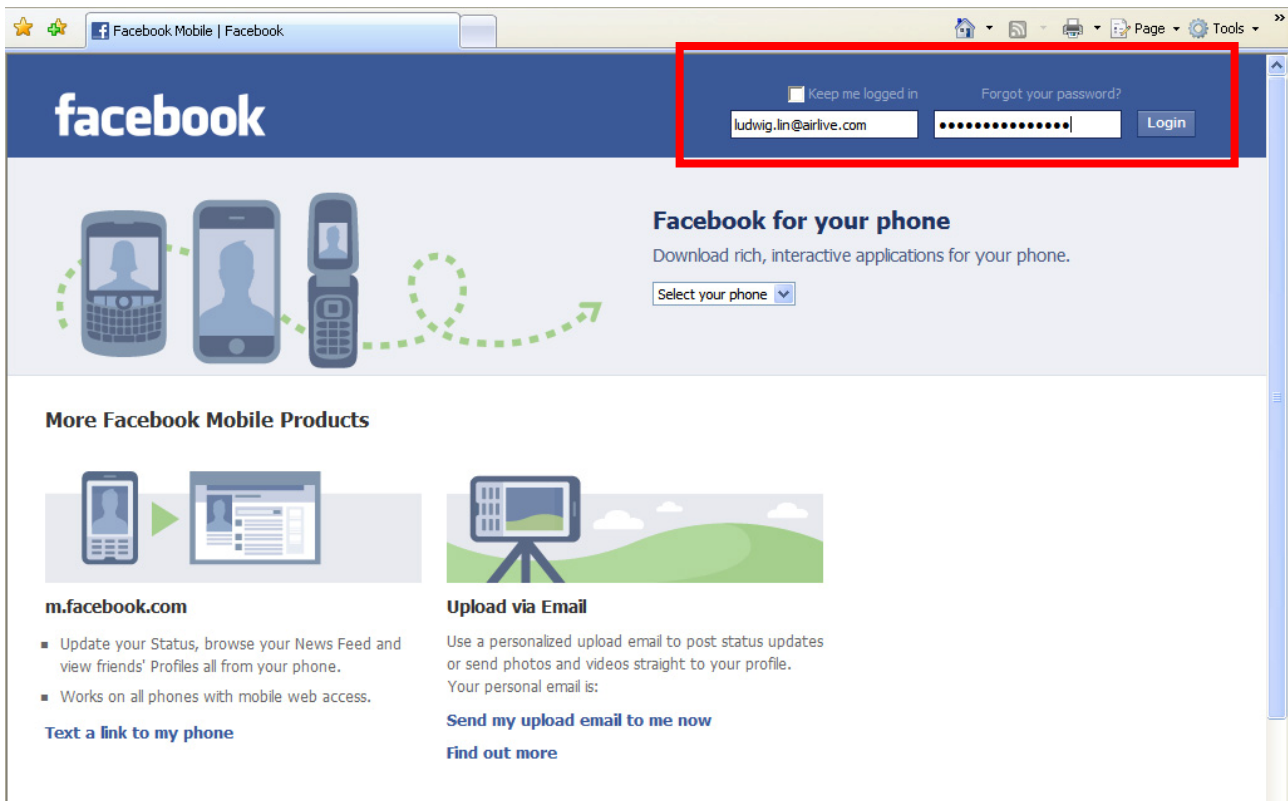 Facebook Mobile | Facebook
Page
Tools
»
facebook
Keep me logged in
Forgot your password?
ludwig.lin@airlive.com
•••••••••••••••
Login
Facebook for your phone
Download rich, interactive applications for your phone.
Select your phone
More Facebook Mobile Products
m.facebook.com
Update your Status, browse your News Feed and
view friends' Profiles all from your phone.
Works on all phones with mobile web access.
Text a link to my phone
Upload via Email
Use a personalized upload email to post status updates
or send photos and videos straight to your profile.
Your personal email is:
Send my upload email to me now
Find out more